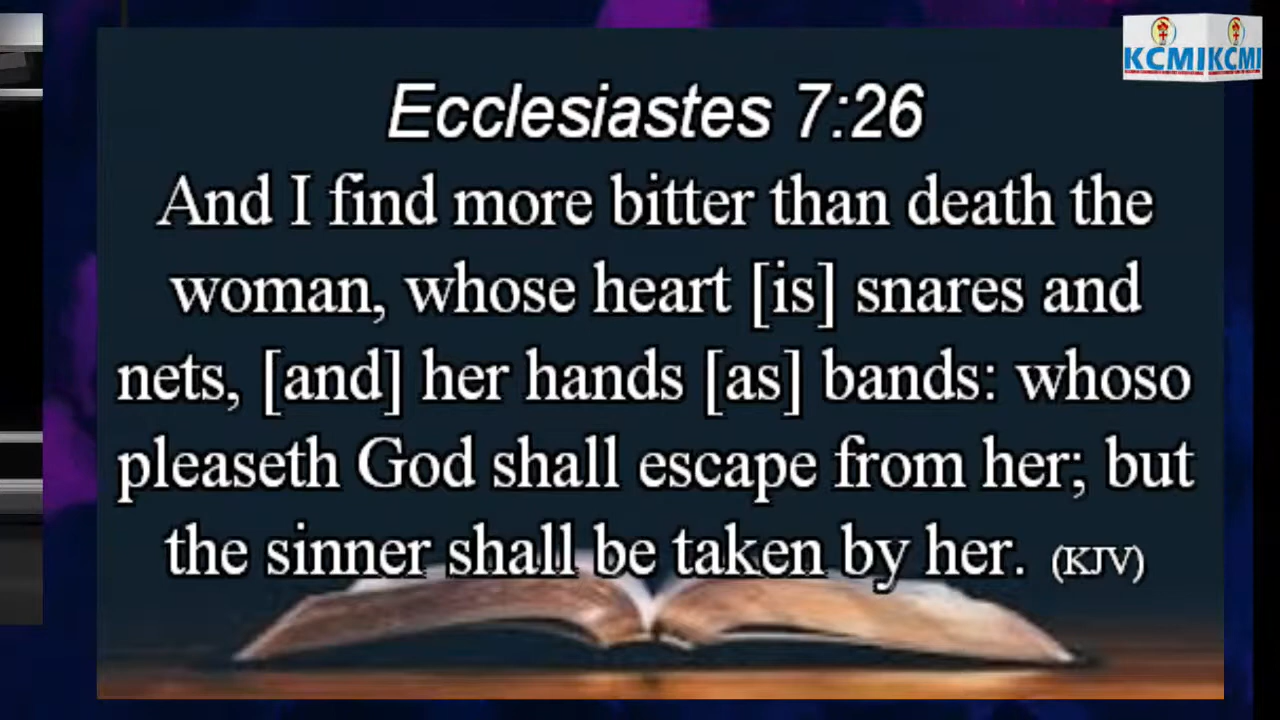 KCMI KCMI
Ecclesiastes 7:26
And I find more bitter than death the
woman, whose heart [is] snares and
nets, [and] her hands [as] bands: whoso
pleaseth God shall escape from her; but
the sinner shall be taken by her. (KJV)